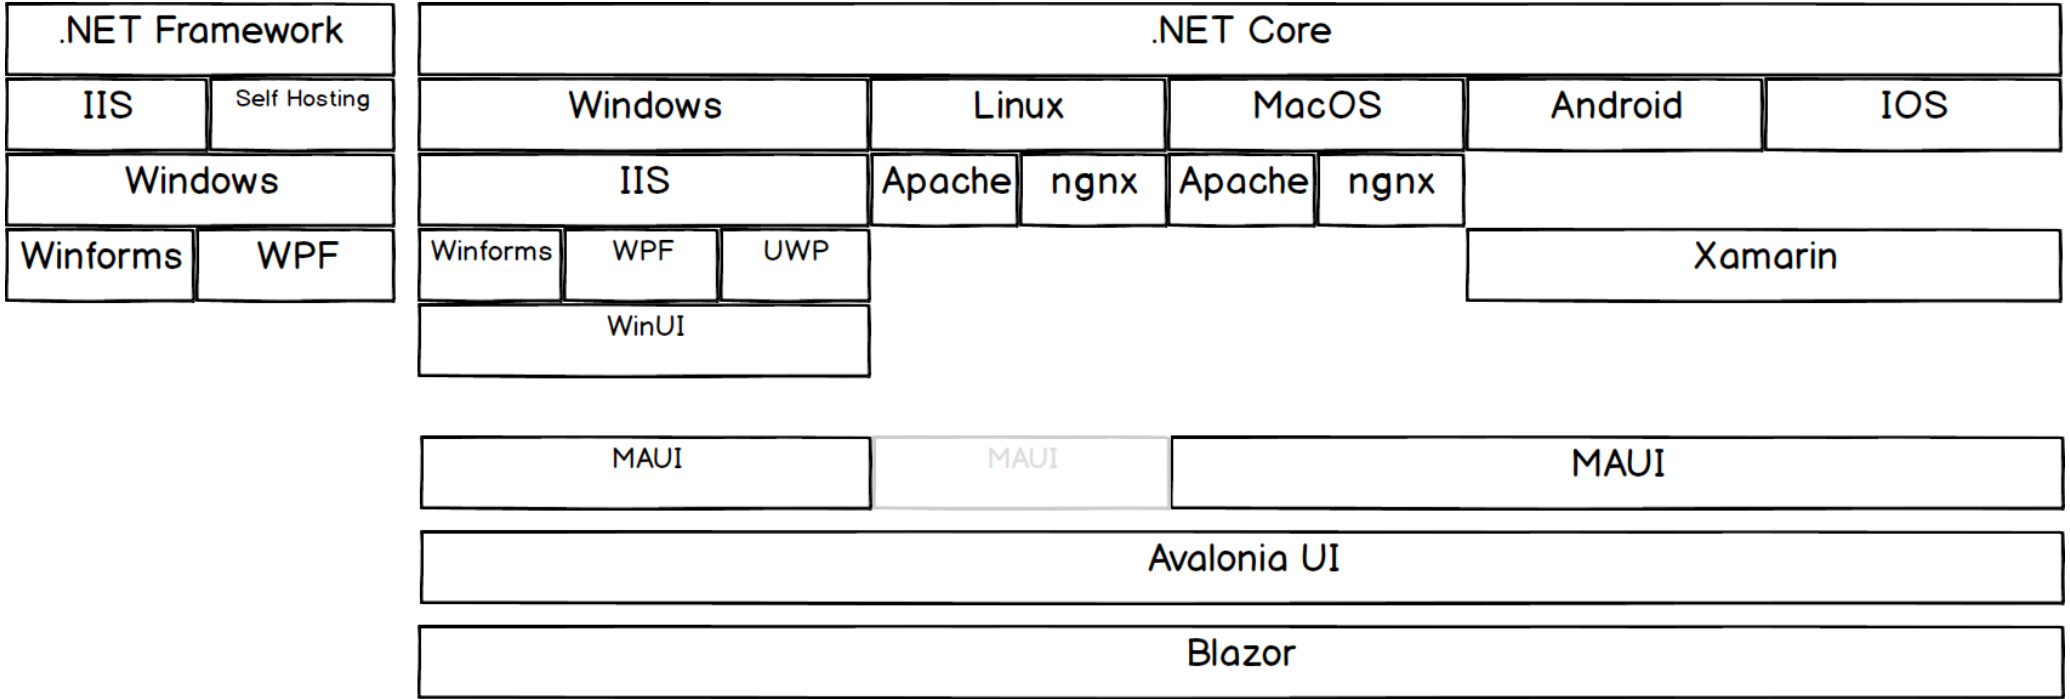 .NET Framework
.NET Core
IIS
Self Hosting
Windows
Linux
MacOS
Android
IOS
Windows
IIS
Apache
ngnx
Apache
ngnx
Winforms
WPF
Winforms
WPF
UWP
Xamarin
WinUI
MAUI
MAUI
MAUI
Avalonia UI
Blazor